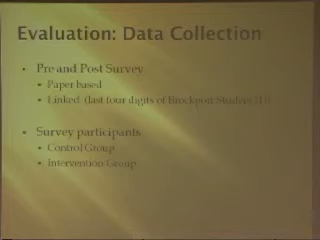 Evaluation: Data Collection
• Pre and Post Survey
• Paper based
• Linked (last four digits of Brockport Student ID)
• Survey participants
• Control Group
• Intervention Group